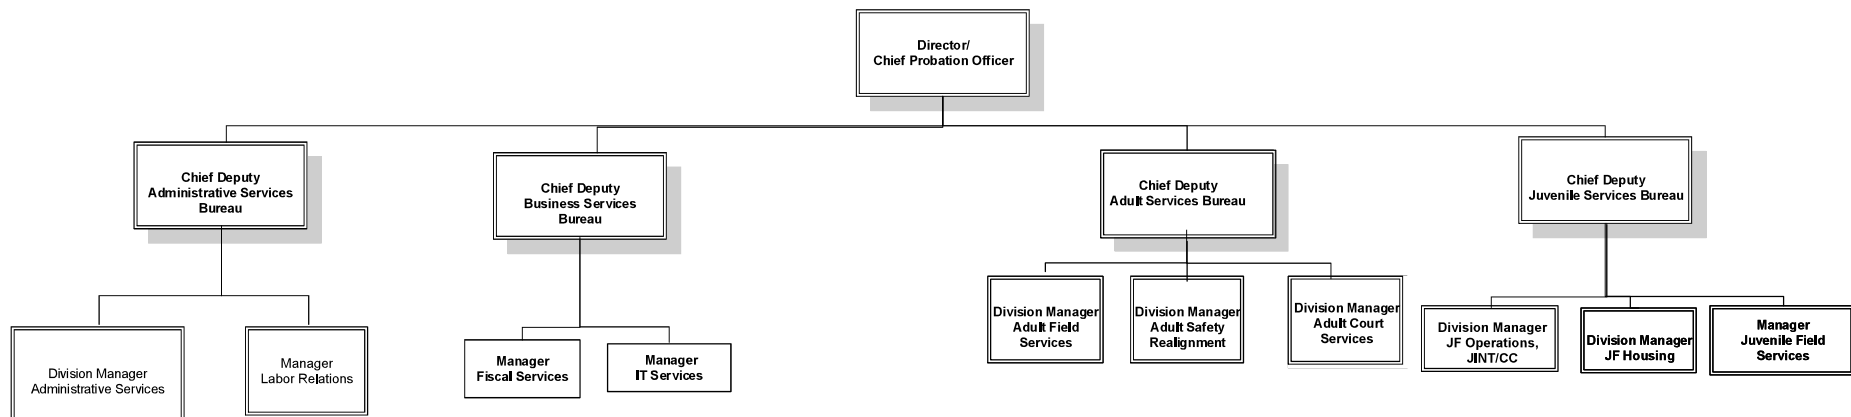 Director/
Chief Probation Officer
Chief Deputy
Administrative Services
Bureau
Chief Deputy
Business Services
Bureau
Chief Deputy
Adult Services Bureau
Chief Deputy
Juvenile Services Bureau
Division Manager
Administrative Services
Manager
Labor Relations
Manager
Fiscal Services
Manager
IT Services
Division Manager
Adult Field
Services
Division Manager
Adult Safety
Realignment
Division Manager
Adult Court
Services
Division Manager
JF Operations,
JINT/CC
Division Manager
JF Housing
Manager
Juvenile Field
Services